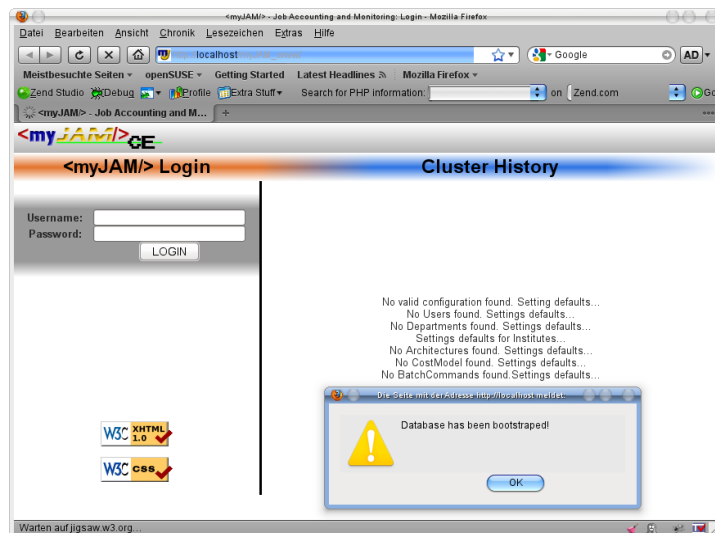 <myJAM/> - Job Accounting and Monitoring: Login - Mozilla Firefox
Datei Bearbeiten Ansicht Chronik Lesezeichen Extras Hilfe
localhost
Google
AD
Meistbesuchte Seiten openSUSE Getting Started Latest Headlines Mozilla Firefox
Zend Studio Debug Profile Extra Stuff Search for PHP information: on Zend.com Go
<myJAM/> - Job Accounting and M...
<myJAM/>CE
<myJAM/> Login
Cluster History
Username:
Password:
LOGIN
No valid configuration found. Setting defaults...
No Users found. Settings defaults...
No Departments found. Settings defaults...
Settings defaults for Institutes...
No Architectures found. Settings defaults...
No CostModel found. Settings defaults...
No BatchCommands found.Settings defaults...
Die Seite mit der Adresse http://localhost meldet:
Database has been bootstraped!
OK
W3C XHTML 1.0
W3C css
Warten auf jigsaw.w3.org...